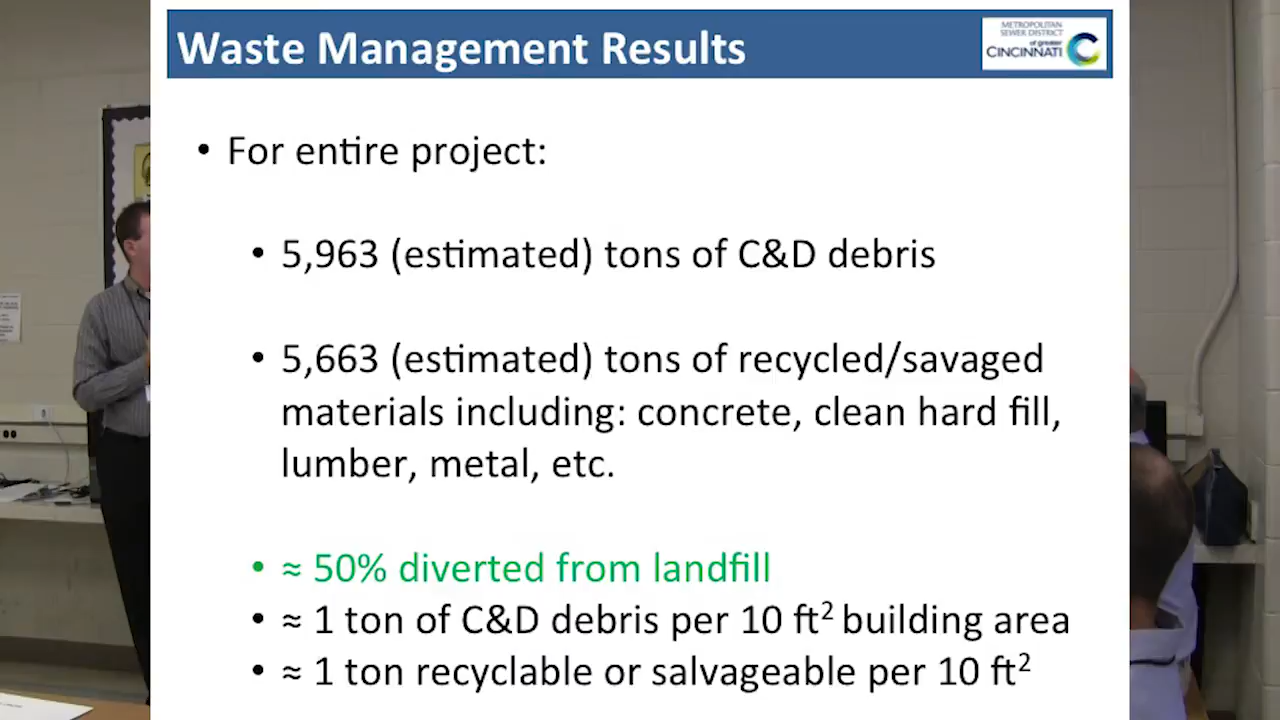 Waste Management Results
METROPOLITAN
SEWER DISTRICT
of greater
CINCINNATI
• For entire project:
• 5,963 (estimated) tons of C&D debris
• 5,663 (estimated) tons of recycled/savaged
materials including: concrete, clean hard fill,
lumber, metal, etc.
• ≈ 50% diverted from landfill
• ≈ 1 ton of C&D debris per 10 ft² building area
• ≈ 1 ton recyclable or salvageable per 10 ft²